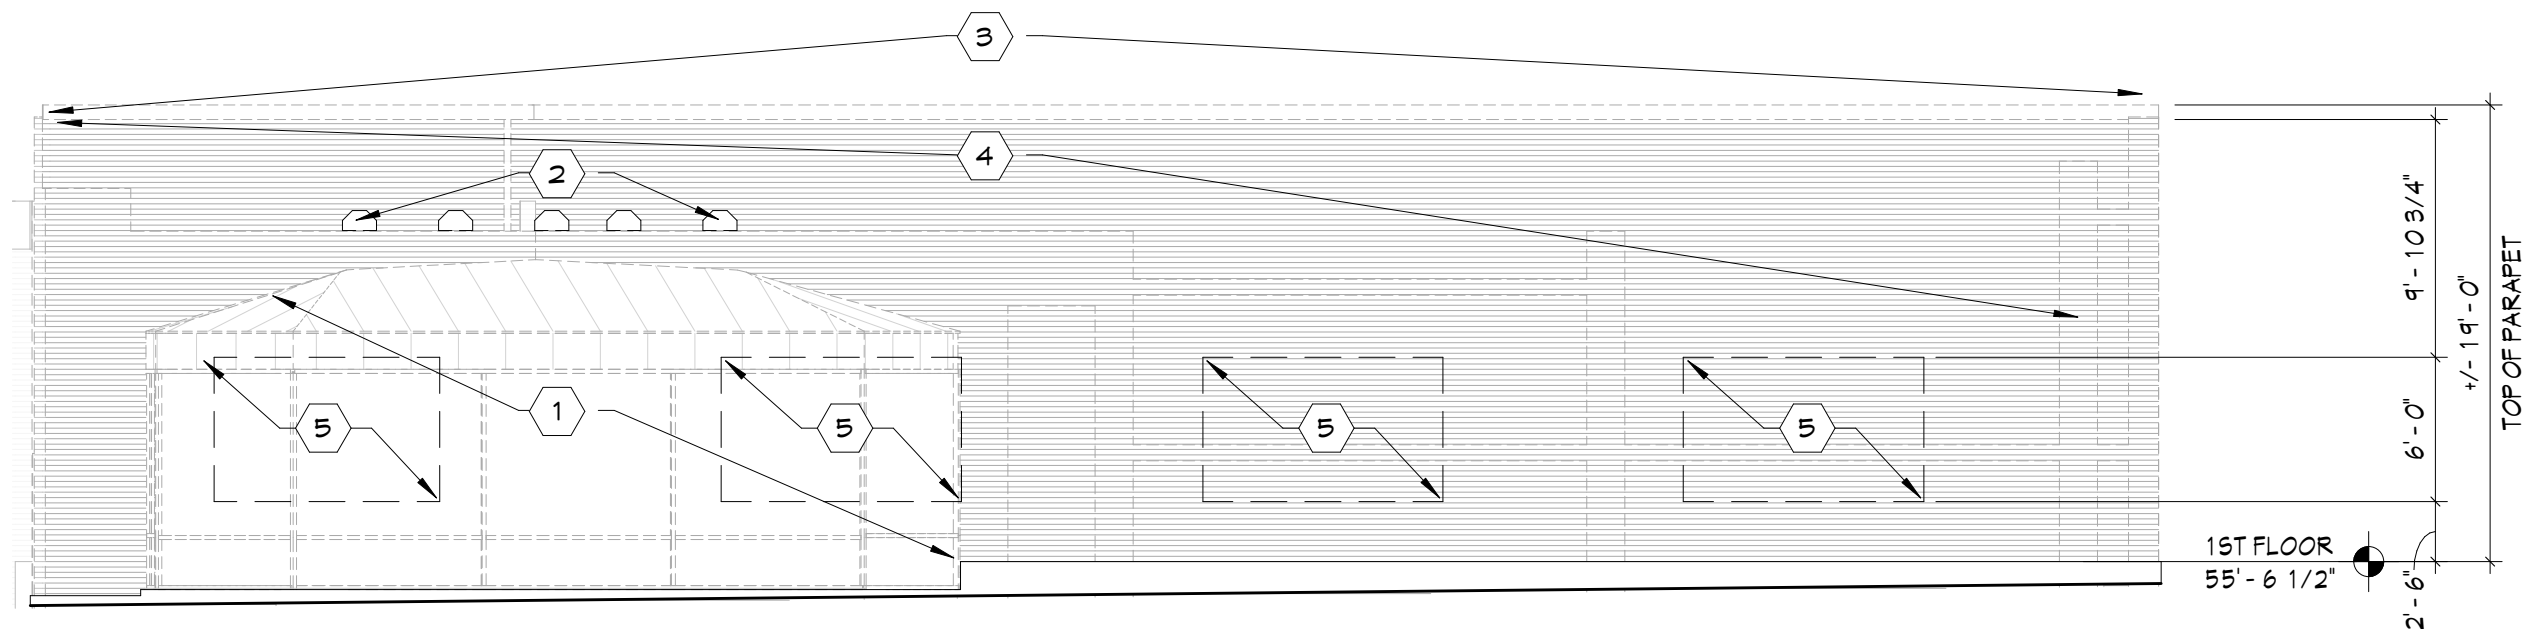 3
4
2
1
5
5
5
5
9' - 10 3/4"
6' - 0"
2' - 6"
+/- 19' - 0"
TOP OF PARAPET
1ST FLOOR
55' - 6 1/2"